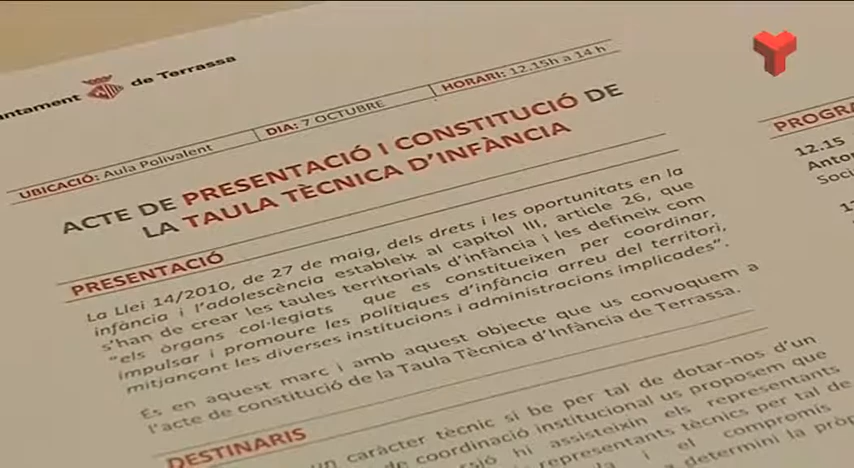 de Terrassa
UBICACIÓ: Aula Polivalent DIA: 7 OCTUBRE HORARI: 12.15h a 14 h
ACTE DE PRESENTACIÓ I CONSTITUCIÓ DE
LA TAULA TÈCNICA D'INFÀNCIA
PRESENTACIÓ
La Llei 14/2010, de 27 de maig, dels drets i les oportunitats en la
infància i l'adolescència estableix al capítol III, article 26, que
s'han de crear les taules territorials d'infància i les defineix com
"els òrgans col·legiats que es constitueixen per coordinar,
impulsar i promoure les polítiques d'infància arreu del territori,
mitjançant les diverses institucions i administracions implicades".
És en aquest marc i amb aquest objecte que us convoquem a
l'acte de constitució de la Taula Tècnica d'Infància de Terrassa.
DESTINARIS
un caràcter tècnic si be per tal de dotar-nos d'un
de coordinació institucional us proposem que
hi assisteixin els representants
representants tècnics per tal de
i el compromís
determini la
12.15